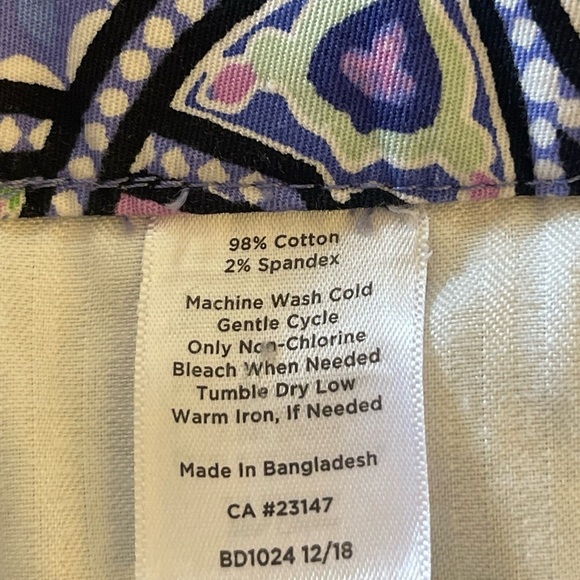 98% Cotton
2% Spandex
Machine Wash Cold
Gentle Cycle
Only Non-Chlorine
Bleach When Needed
Tumble Dry Low
Warm Iron, If Needed
Made In Bangladesh
CA #23147
BD1024 12/18